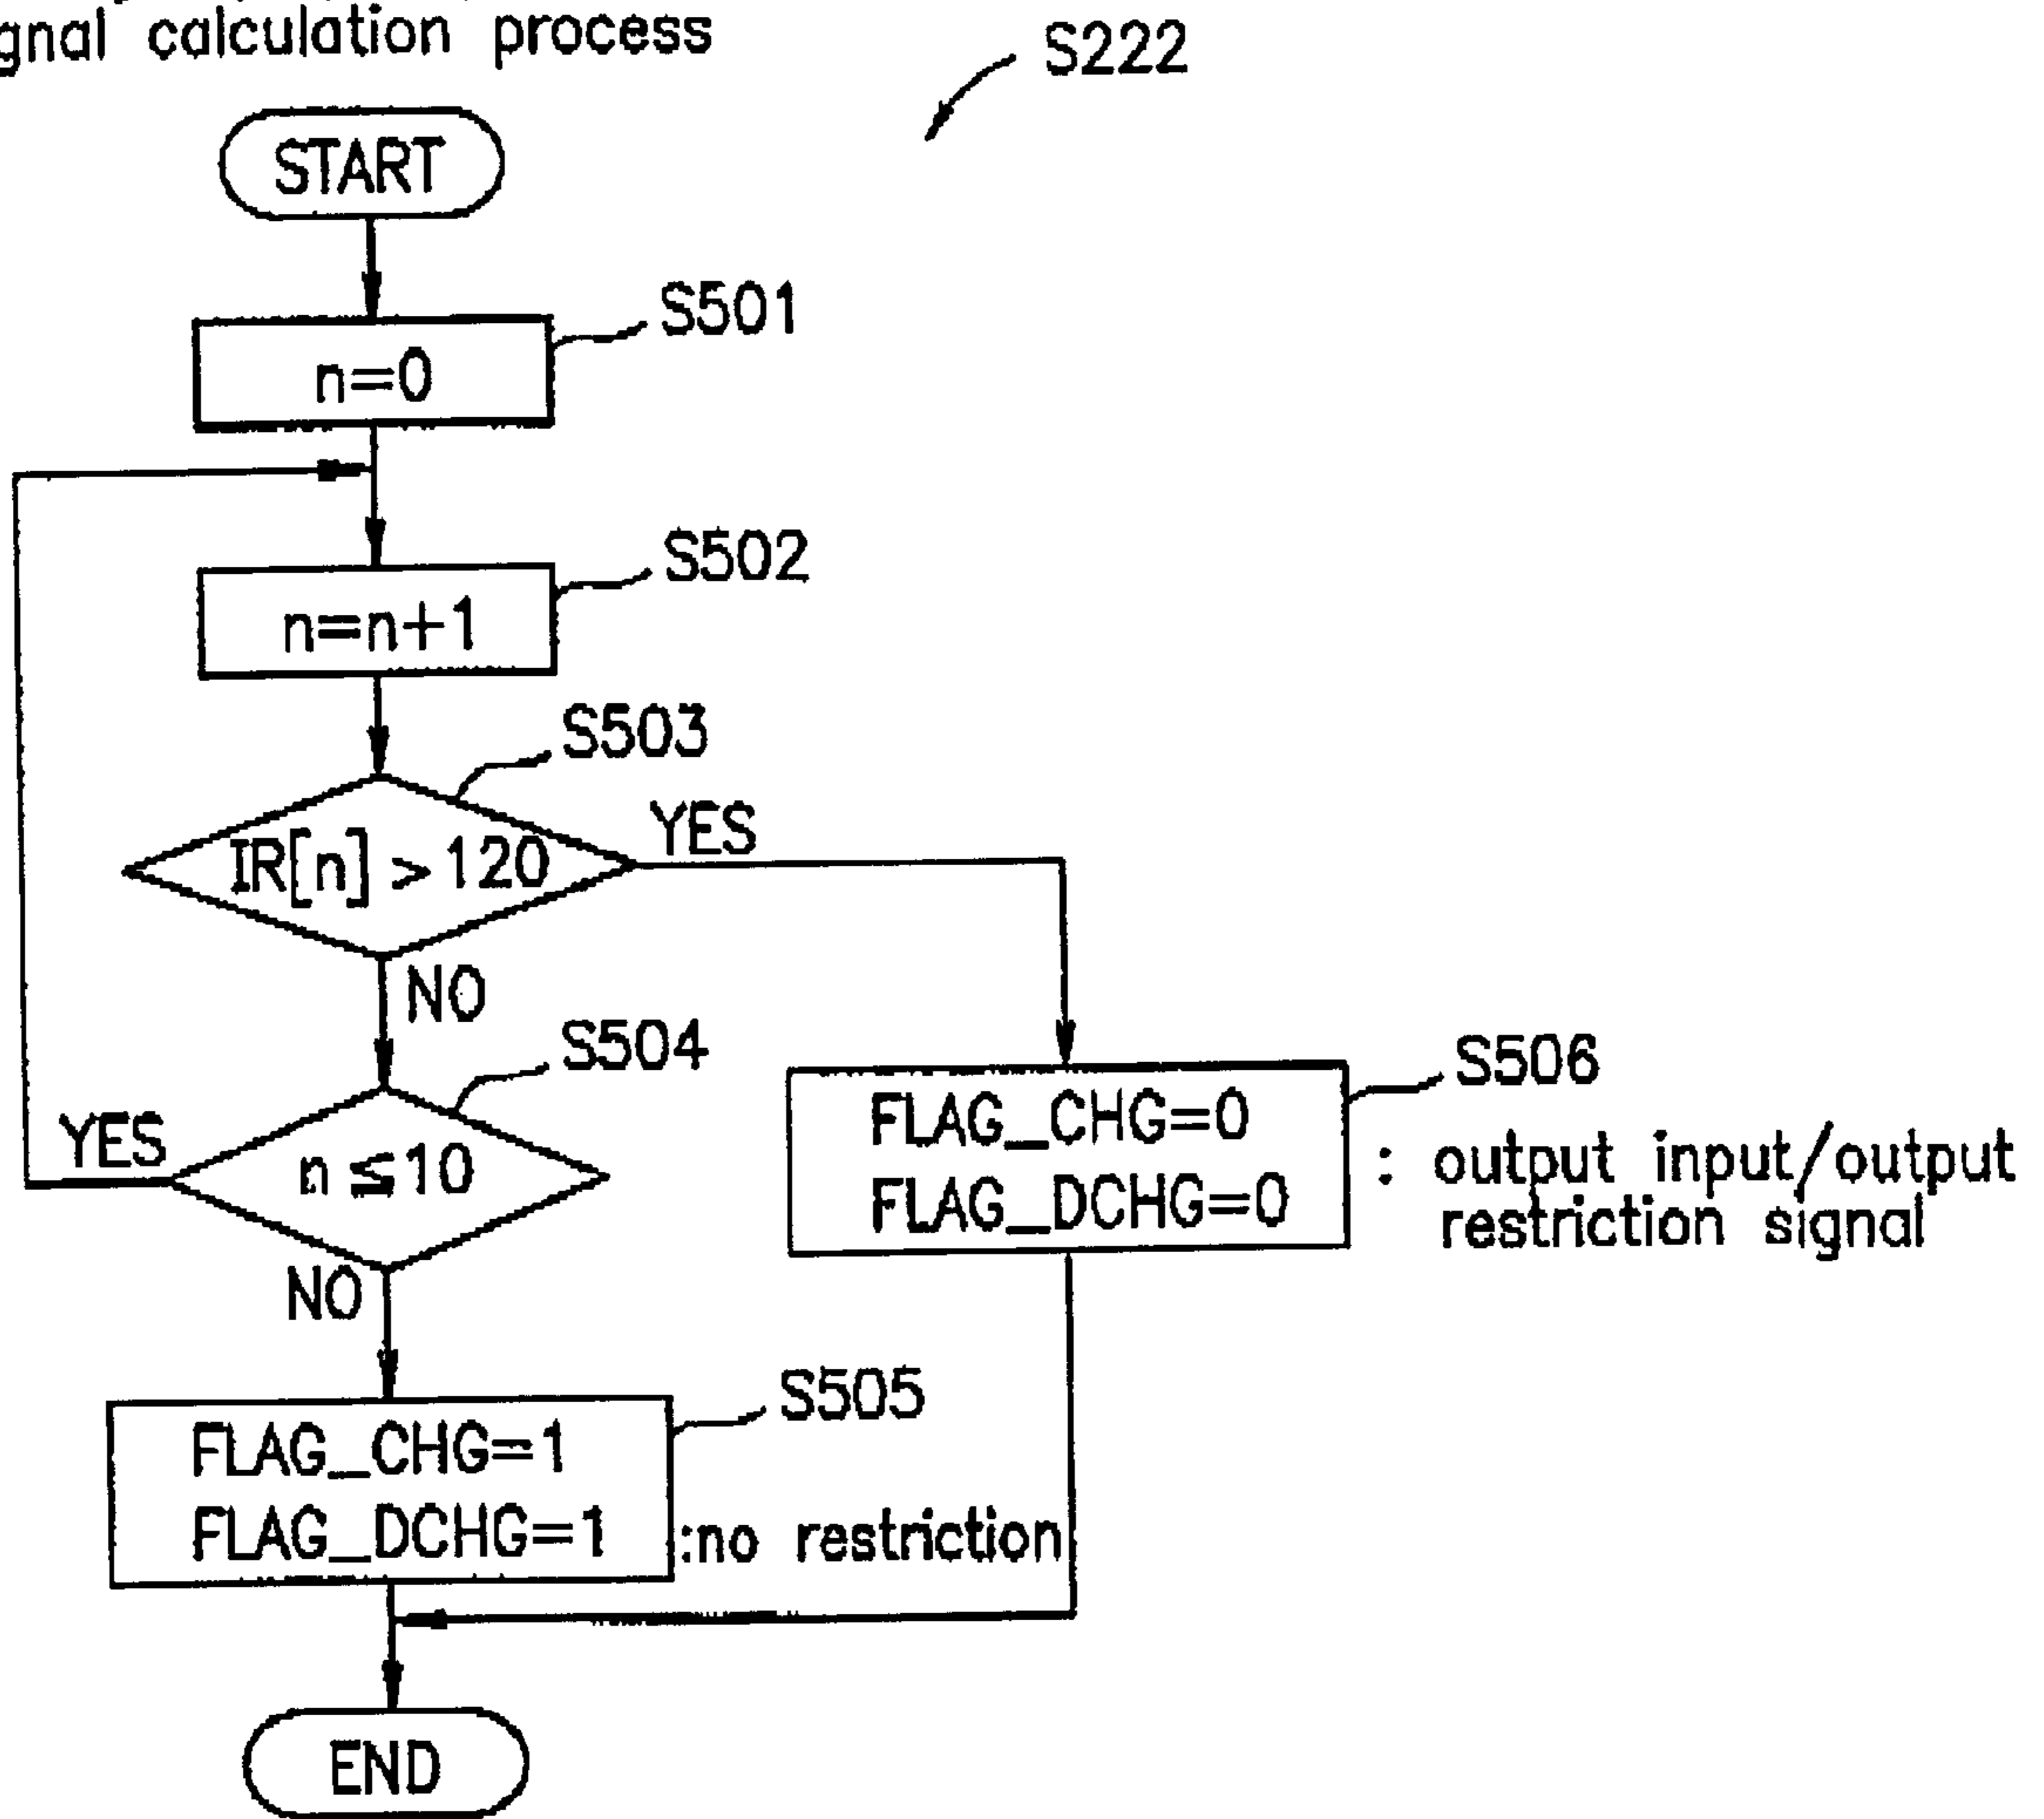 calculation process
S222
START
S501
n=0
S502
n=n+1
S503
IR[n] > 120
YES
NO
S504
n ≦ 10
YES
NO
S506
FLAG_CHG=0
FLAG_DCHG=0
: output input/output
restriction signal
S505
FLAG_CHG=1
FLAG_DCHG=1
:no restriction
END